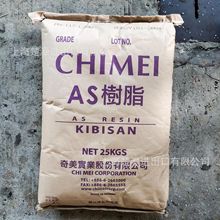 GRADE LOT NO.
CHIMEI
AS樹脂
AS RESIN
KIBISAN
NET 25KGS
奇美實業股份有限公司
CHI MEI CORPORATION